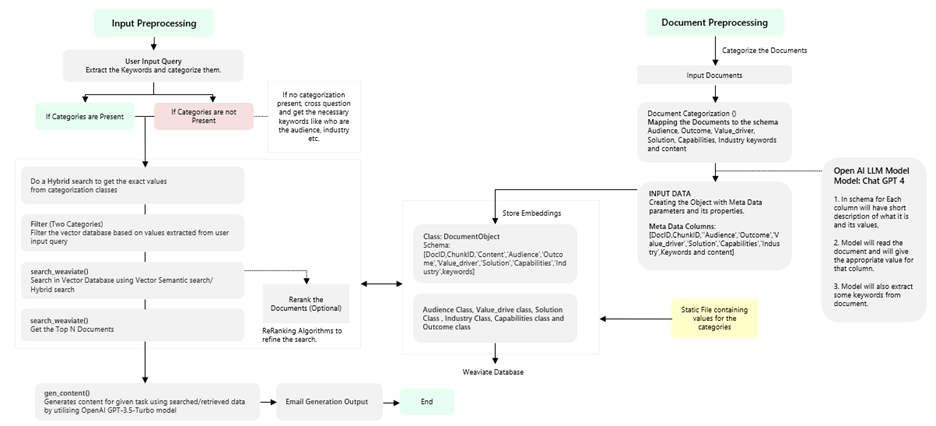 Input Preprocessing
User Input Query
Extract the Keywords and categorize them.
If Categories are Present
If Categories are not
Present
If no categorization
present, cross question
and get the necessary
keywords like who are
the audience, industry
etc.
Do a Hybrid search to get the exact values
from categorization classes
Filter (Two Categories)
Filter the vector database based on values extracted from user
input query
search_weaviate()
Search in Vector Database using Vector Semantic search/
Hybrid search
search_weaviate()
Get the Top N Documents
Rerank the
Documents (Optional)
ReRanking Algorithms to
refine the search.
gen_content()
Generates content for given task using searched/retrieved data
by utilising OpenAI GPT-3.5-Turbo model
Email Generation Output
End
Document Preprocessing
Categorize the Documents
Input Documents
Document Categorization ()
Mapping the Documents to the schema
Audience, Outcome, Value_driver,
Solution, Capabilities, Industry keywords
and content
INPUT DATA
Creating the Object with Meta Data
parameters and its properties.
Meta Data Columns:
[DocID,ChunkID,"Audience','Outcome','V
alue_driver','Solution','Capabilities','Indus
try',Keywords and content]
Open AI LLM Model
Model: Chat GPT 4
1. In schema for Each
column will have short
description of what it is
and its values,
2. Model will read the
document and will give
the appropriate value for
that column.
3. Model will also extract
some keywords from
document.
Store Embeddings
Class: DocumentObject
Schema:
[DocID,ChunkID,'Content','Audience','Outco
me','Value_driver','Solution','Capabilities','Ind
ustry',keywords]
Audience Class, Value_drive class, Solution
Class , Industry Class, Capabilities class and
Outcome class
Static File containing
values for the
categories
Weaviate Database